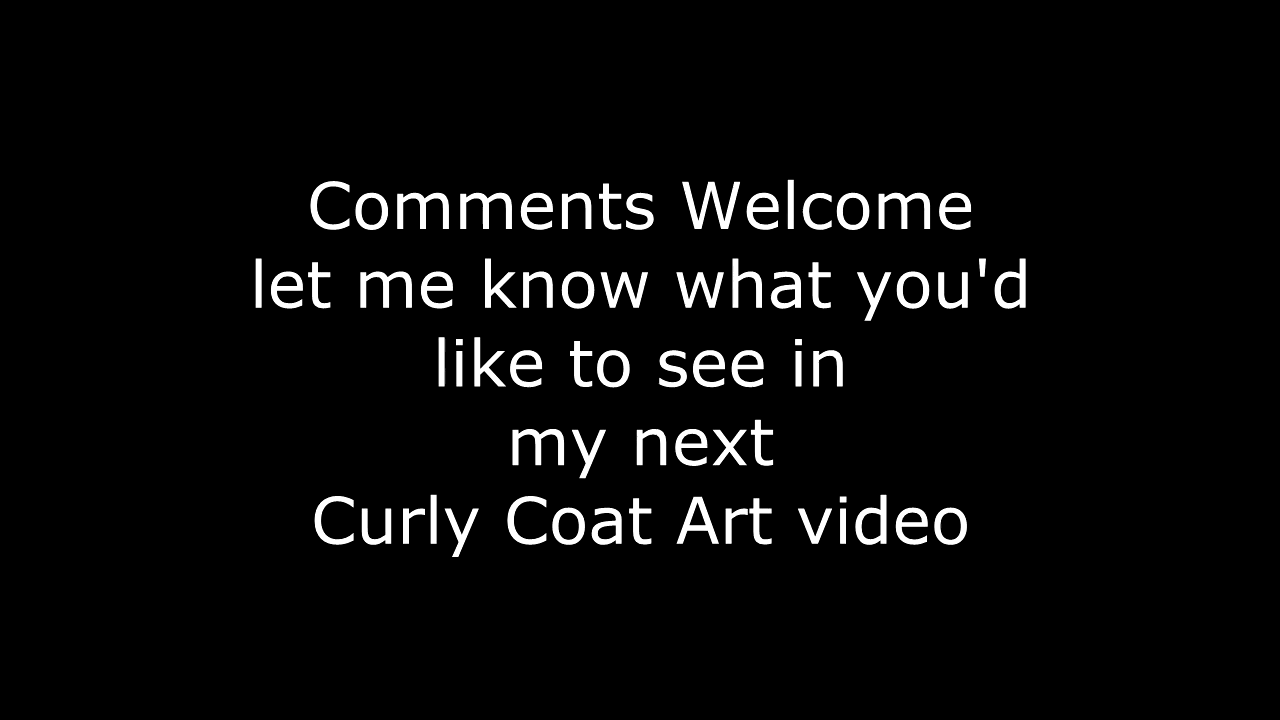 Comments Welcome
let me know what you'd
like to see in
my next
Curly Coat Art video